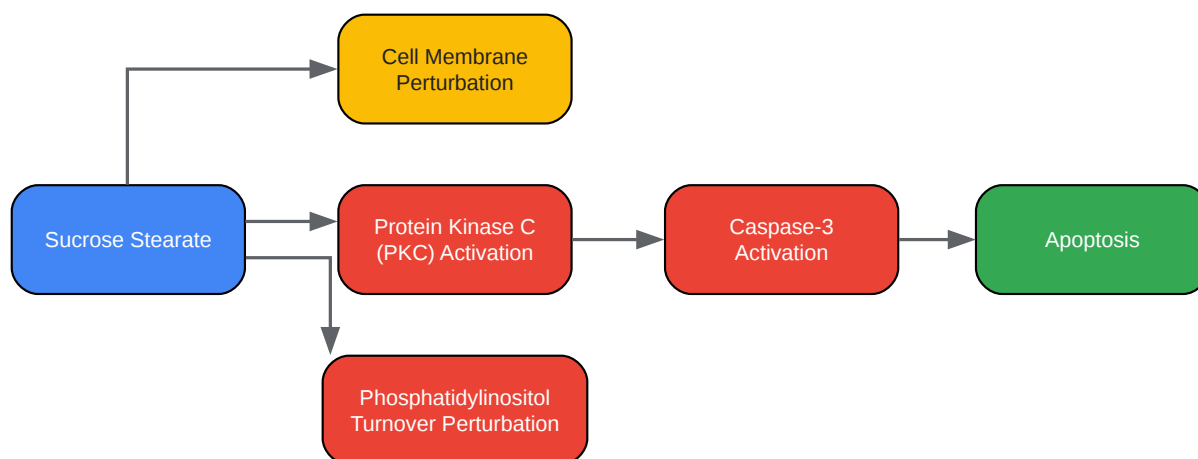 Cell Membrane
Perturbation
Sucrose Stearate
Protein Kinase C
(PKC) Activation
Caspase-3
Activation
Apoptosis
Phosphatidylinositol
Turnover Perturbation